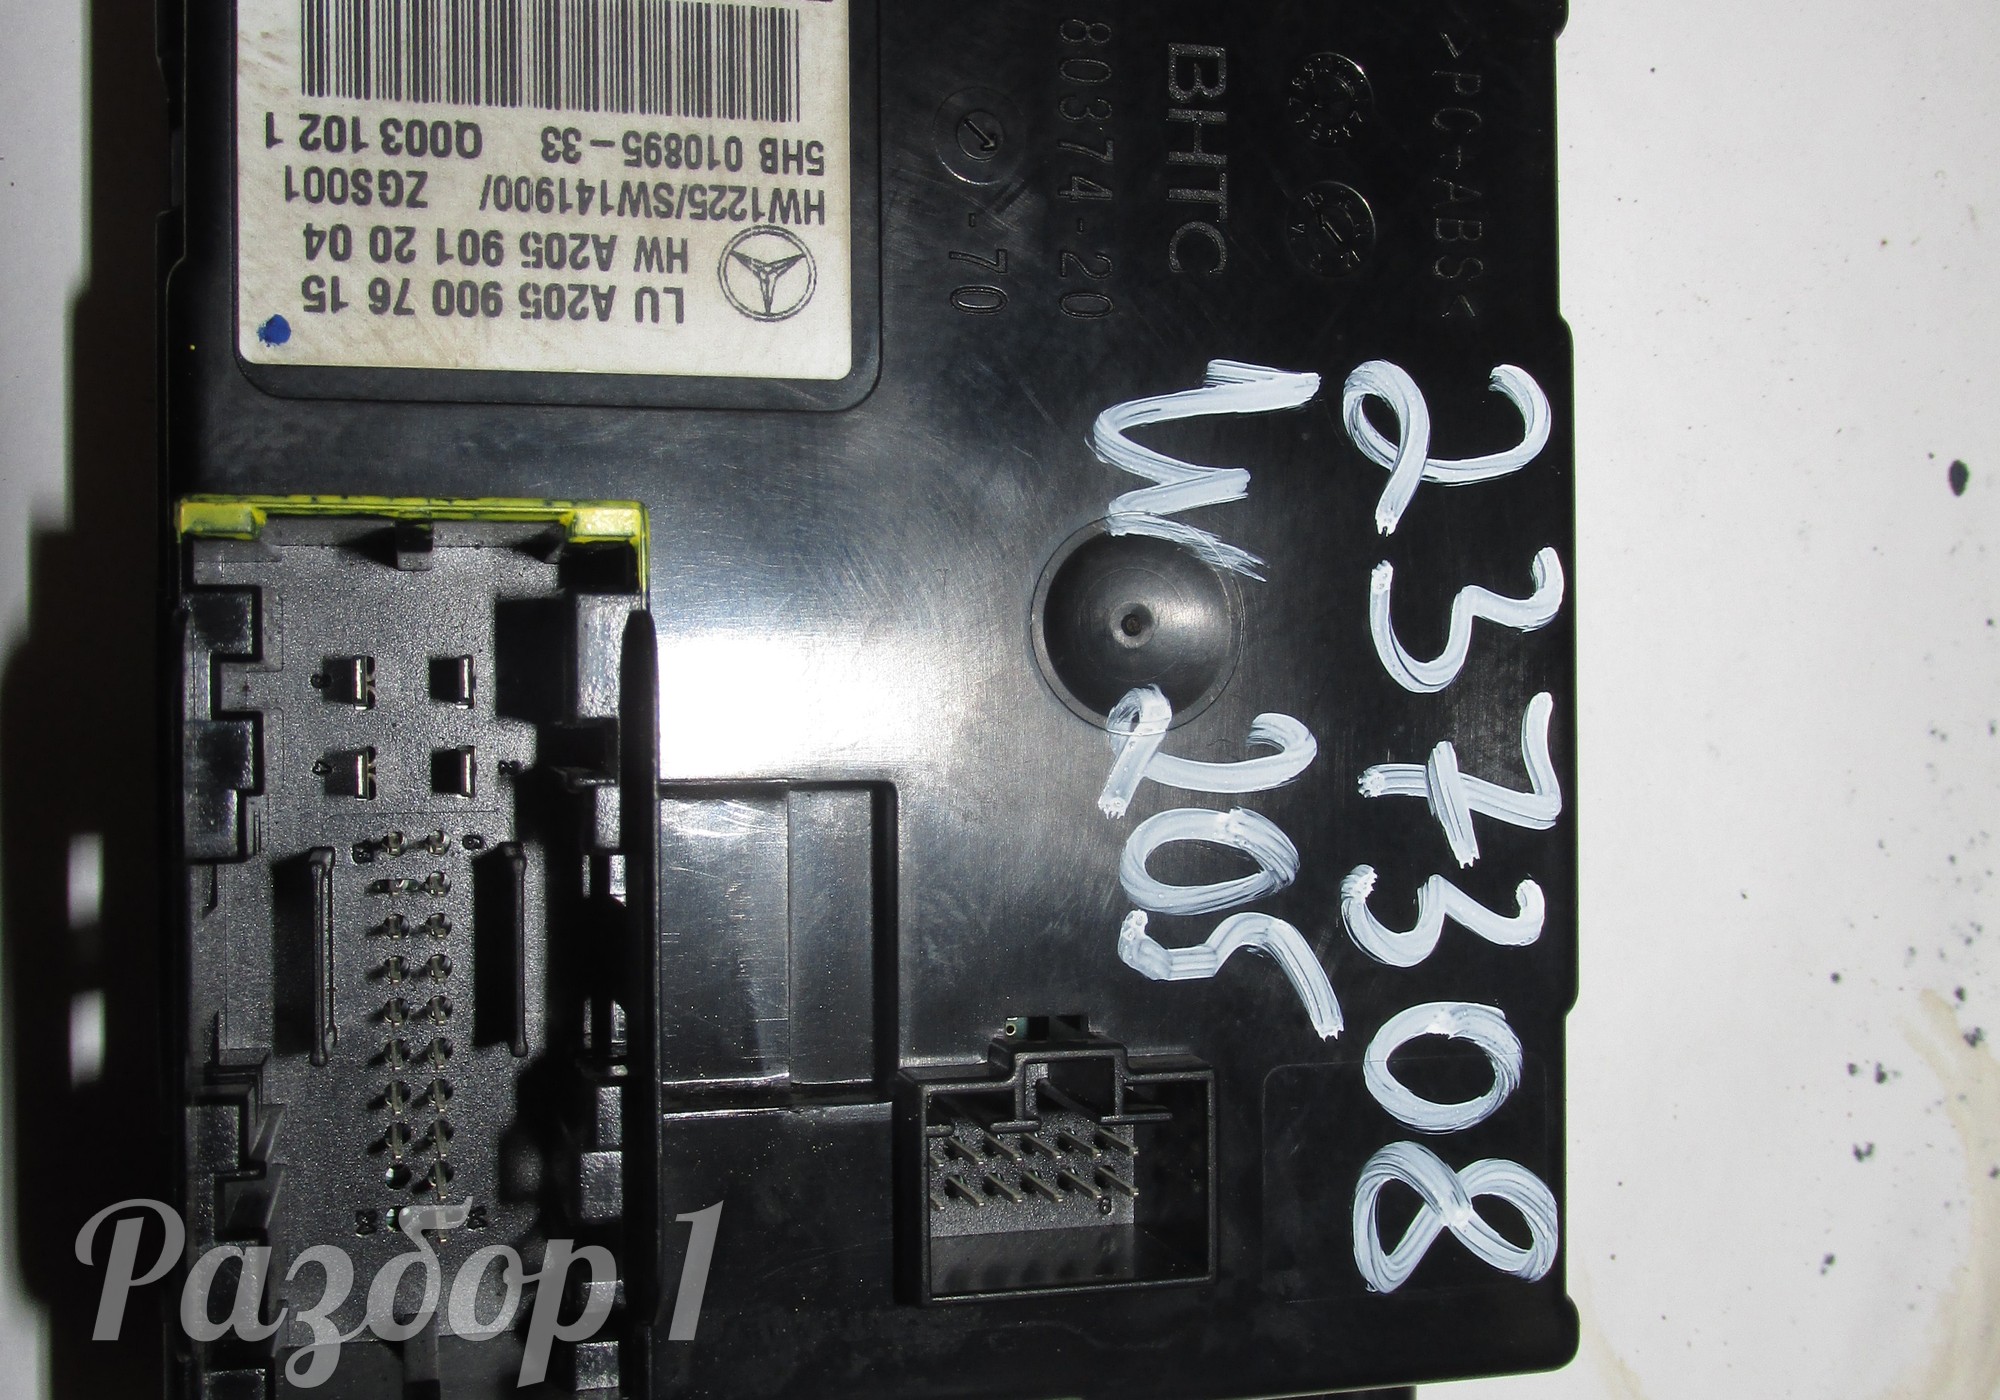 LU A205 900 76 15
HW A205 901 20 04
HW1225/SW141900/ ZGS001
5HB 010895-33 Q003 102 1
>PC+ABS<
BHTC
80374-20
-70
237308
W205
Разбор 1